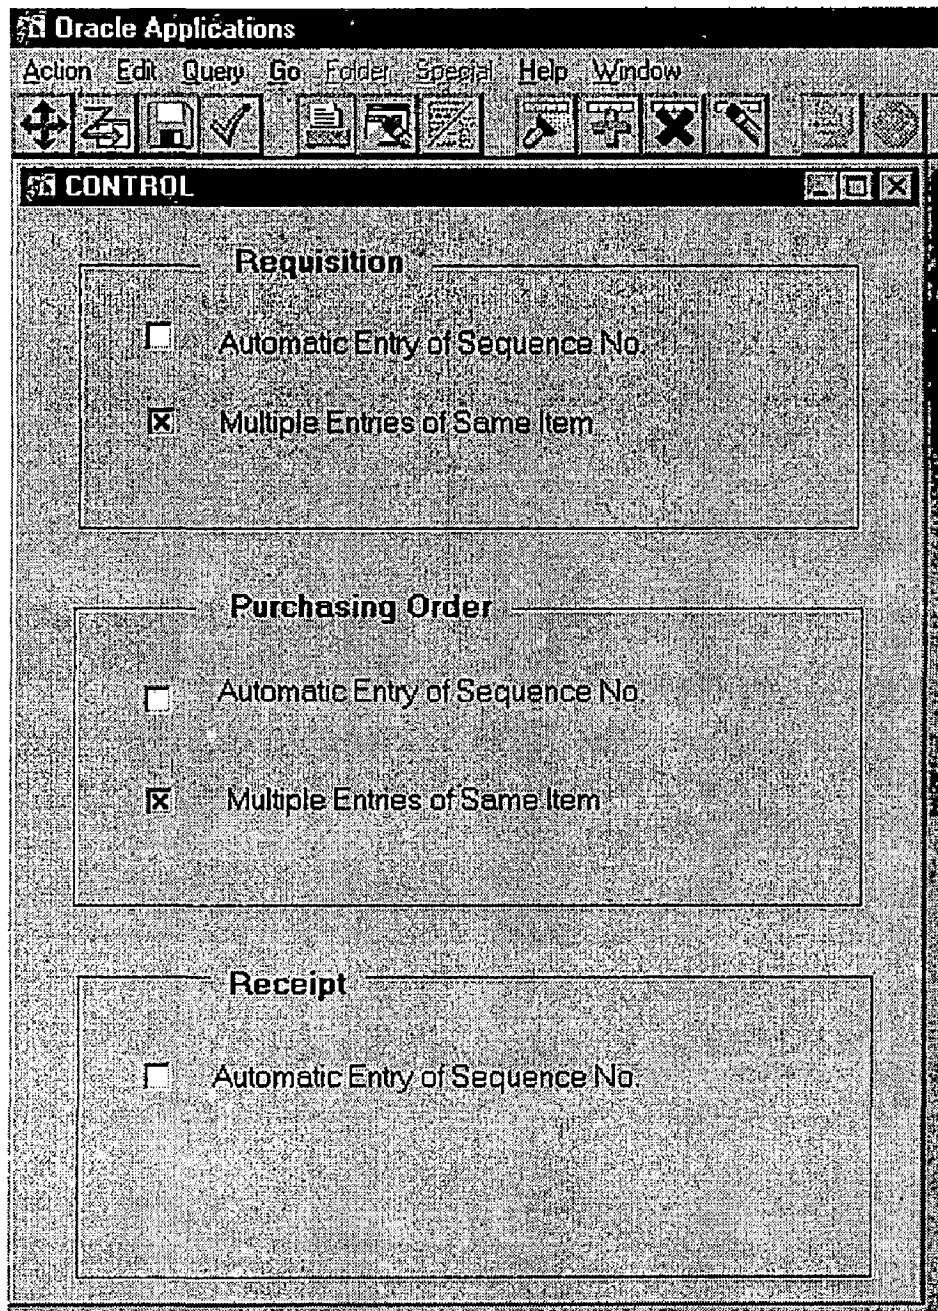 Oracle Applications
Action Edit Query Go Folder Special Help Window
CONTROL
Requisition
Automatic Entry of Sequence No.
Multiple Entries of Same Item
Purchasing Order
Automatic Entry of Sequence No.
Multiple Entries of Same Item
Receipt
Automatic Entry of Sequence No.